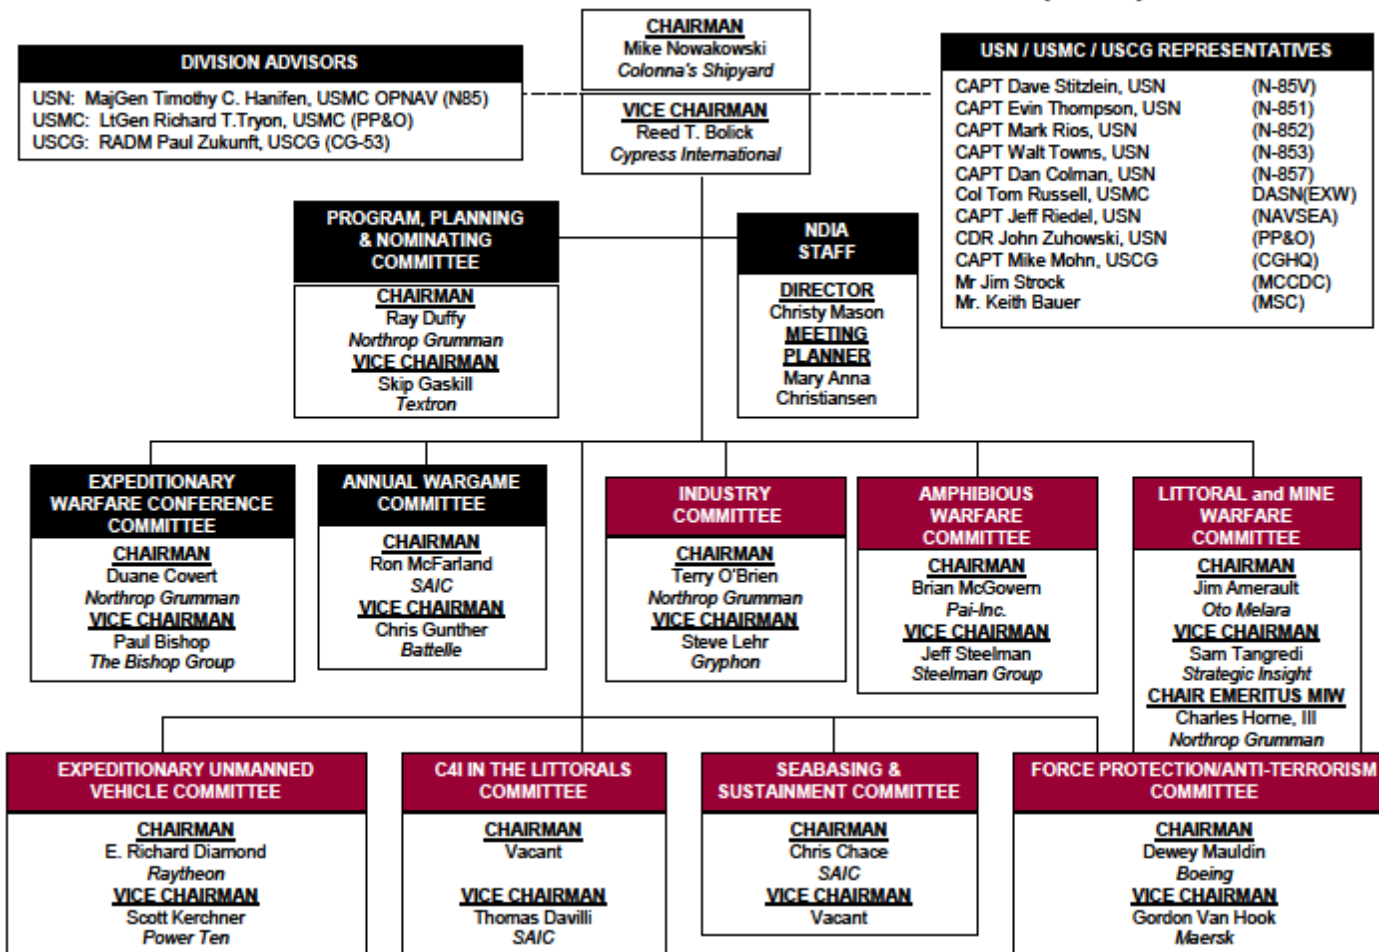 CHAIRMAN
Mike Nowakowski
Colonna's Shipyard
VICE CHAIRMAN
Reed T. Bolick
Cypress International
DIVISION ADVISORS
USN: MajGen Timothy C. Hanifen, USMC OPNAV (N85)
USMC: LtGen Richard T.Tryon, USMC (PP&O)
USCG: RADM Paul Zukunft, USCG (CG-53)
USN / USMC / USCG REPRESENTATIVES
CAPT Dave Stitzlein, USN (N-85V)
CAPT Evin Thompson, USN (N-851)
CAPT Mark Rios, USN (N-852)
CAPT Walt Towns, USN (N-853)
CAPT Dan Colman, USN (N-857)
Col Tom Russell, USMC DASN(EXW)
CAPT Jeff Riedel, USN (NAVSEA)
CDR John Zuhowski, USN (PP&O)
CAPT Mike Mohn, USCG (CGHQ)
Mr Jim Strock (MCCDC)
Mr. Keith Bauer (MSC)
PROGRAM, PLANNING
& NOMINATING
COMMITTEE
CHAIRMAN
Ray Duffy
Northrop Grumman
VICE CHAIRMAN
Skip Gaskill
Textron
NDIA
STAFF
DIRECTOR
Christy Mason
MEETING
PLANNER
Mary Anna
Christiansen
EXPEDITIONARY
WARFARE CONFERENCE
COMMITTEE
CHAIRMAN
Duane Covert
Northrop Grumman
VICE CHAIRMAN
Paul Bishop
The Bishop Group
ANNUAL WARGAME
COMMITTEE
CHAIRMAN
Ron McFarland
SAIC
VICE CHAIRMAN
Chris Gunther
Battelle
INDUSTRY
COMMITTEE
CHAIRMAN
Terry O'Brien
Northrop Grumman
VICE CHAIRMAN
Steve Lehr
Gryphon
AMPHIBIOUS
WARFARE
COMMITTEE
CHAIRMAN
Brian McGovern
Pai-Inc.
VICE CHAIRMAN
Jeff Steelman
Steelman Group
LITTORAL and MINE
WARFARE
COMMITTEE
CHAIRMAN
Jim Amerault
Oto Melara
VICE CHAIRMAN
Sam Tangredi
Strategic Insight
CHAIR EMERITUS MIW
Charles Horne, III
Northrop Grumman
EXPEDITIONARY UNMANNED
VEHICLE COMMITTEE
CHAIRMAN
E. Richard Diamond
Raytheon
VICE CHAIRMAN
Scott Kerchner
Power Ten
C4I IN THE LITTORALS
COMMITTEE
CHAIRMAN
Vacant
VICE CHAIRMAN
Thomas Davilli
SAIC
SEABASING &
SUSTAINMENT COMMITTEE
CHAIRMAN
Chris Chace
SAIC
VICE CHAIRMAN
Vacant
FORCE PROTECTION/ANTI-TERRORISM
COMMITTEE
CHAIRMAN
Dewey Mauldin
Boeing
VICE CHAIRMAN
Gordon Van Hook
Maersk